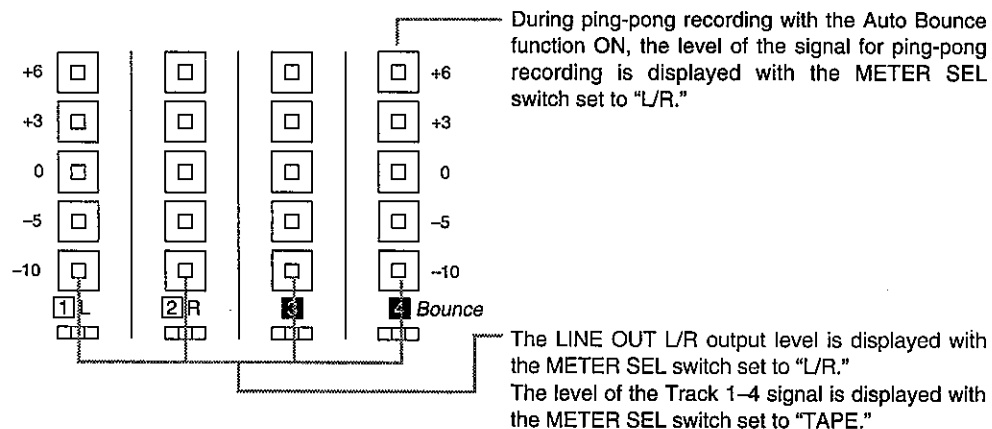 During ping-pong recording with the Auto Bounce
function ON, the level of the signal for ping-pong
recording is displayed with the METER SEL
switch set to "L/R."
+6 +6
+3 +3
0 0
–5 –5
–10 –10
1 L 2 R 3 4 Bounce
The LINE OUT L/R output level is displayed with
the METER SEL switch set to "L/R."
The level of the Track 1–4 signal is displayed with
the METER SEL switch set to "TAPE."